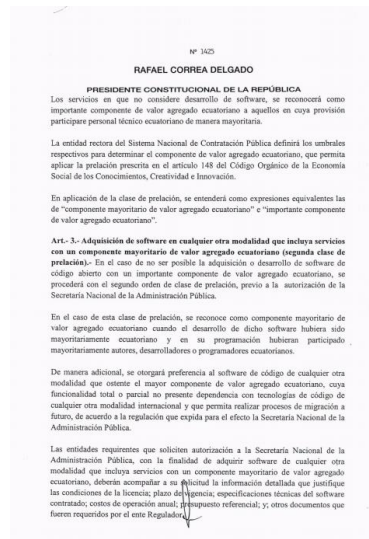 Nº 1425
RAFAEL CORREA DELGADO
PRESIDENTE CONSTITUCIONAL DE LA REPÚBLICA
Los servicios en que no considere desarrollo de software, se reconocerá como
importante componente de valor agregado ecuatoriano a aquellos en cuya provisión
participare personal técnico ecuatoriano de manera mayoritaria.
La entidad rectora del Sistema Nacional de Contratación Pública definirá los umbrales
respectivos para determinar el componente de valor agregado ecuatoriano, que permita
aplicar la prelación prescrita en el artículo 148 del Código Orgánico de la Economía
Social de los Conocimientos, Creatividad e Innovación.
En aplicación de la clase de prelación, se entenderá como expresiones equivalentes las
de “componente mayoritario de valor agregado ecuatoriano” e “importante componente
de valor agregado ecuatoriano”.
Art.- 3.- Adquisición de software en cualquier otra modalidad que incluya servicios
con un componente mayoritario de valor agregado ecuatoriano (segunda clase de
prelación).- En el caso de no ser posible la adquisición o desarrollo de software de
código abierto con un importante componente de valor agregado ecuatoriano, se
procederá con el segundo orden de clase de prelación, previo a la autorización de la
Secretaría Nacional de la Administración Pública.
En el caso de esta clase de prelación, se reconoce como componente mayoritario de
valor agregado ecuatoriano cuando el desarrollo de dicho software hubiera sido
mayoritariamente ecuatoriano y en su programación hubieran participado
mayoritariamente autores, desarrolladores o programadores ecuatorianos.
De manera adicional, se otorgará preferencia al software de código de cualquier otra
modalidad que ostente el mayor componente de valor agregado ecuatoriano, cuya
funcionalidad total o parcial no presente dependencia con tecnologías de código de
cualquier otra modalidad internacional y que permita realizar procesos de migración a
futuro, de acuerdo a la regulación que expida para el efecto la Secretaría Nacional de la
Administración Pública.
Las entidades requirentes que soliciten autorización a la Secretaría Nacional de la
Administración Pública, con la finalidad de adquirir software de cualquier otra
modalidad que incluya servicios con un componente mayoritario de valor agregado
ecuatoriano, deberán acompañar a su solicitud la información detallada que justifique
las condiciones de la licencia; plazo de vigencia; especificaciones técnicas del software
contratado; costos de operación anual; presupuesto referencial; y; otros documentos que
fueren requeridos por el ente Regulador.